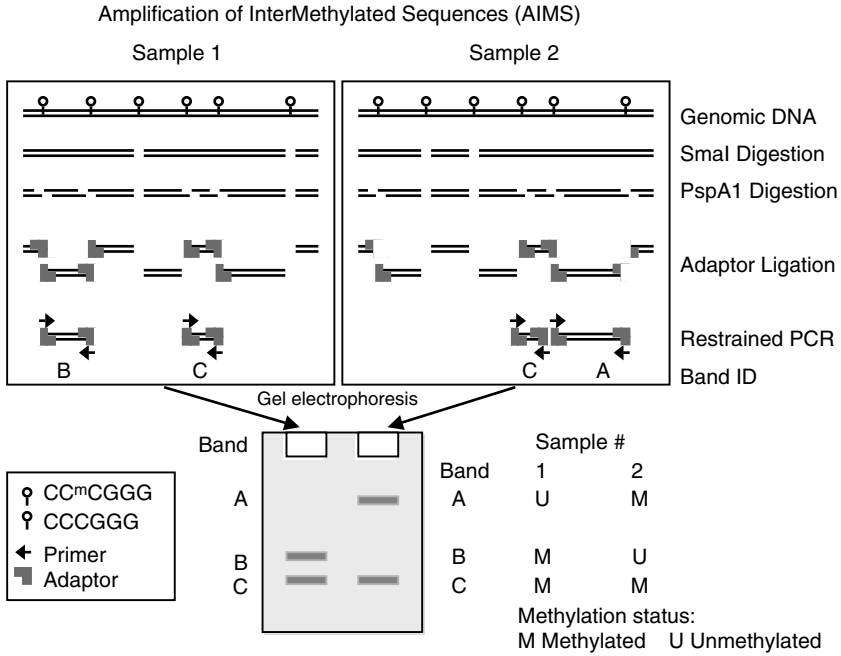 Amplification of InterMethylated Sequences (AIMS)
Sample 1
Sample 2
Genomic DNA
SmaI Digestion
PspA1 Digestion
Adaptor Ligation
Restrained PCR
B
C
C
A
Band ID
Gel electrophoresis
Band
A
B
C
Sample #
Band 1 2
A U M
B M U
C M M
Methylation status:
M Methylated U Unmethylated
CCᵐCGGG
CCCGGG
Primer
Adaptor